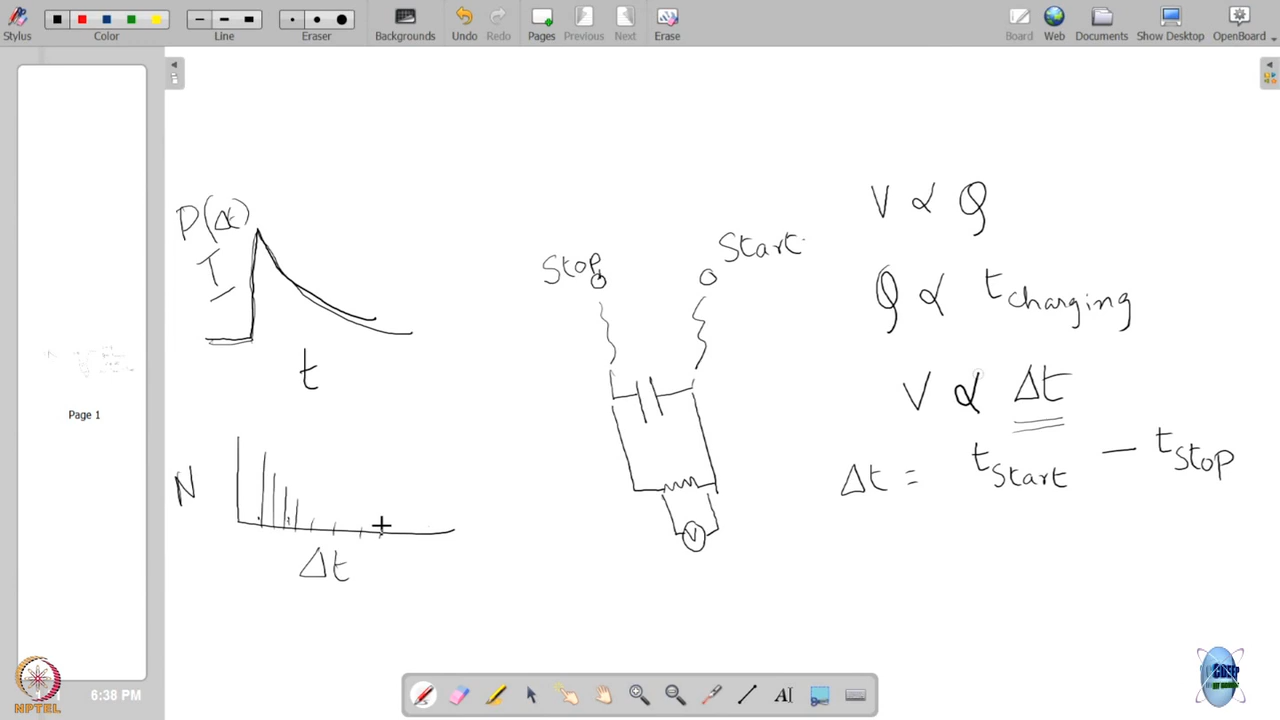 Stylus
Color
Line
Eraser
Backgrounds
Undo
Redo
Pages
Previous
Next
Erase
Board
Web
Documents
Show Desktop
OpenBoard
Page 1
P(Δt)
I
t
N
Δt
Stop
Start
V
V ∝ Q
Q ∝ t charging
V ∝ Δt
Δt = t Start — t Stop
NPTEL
6:38 PM